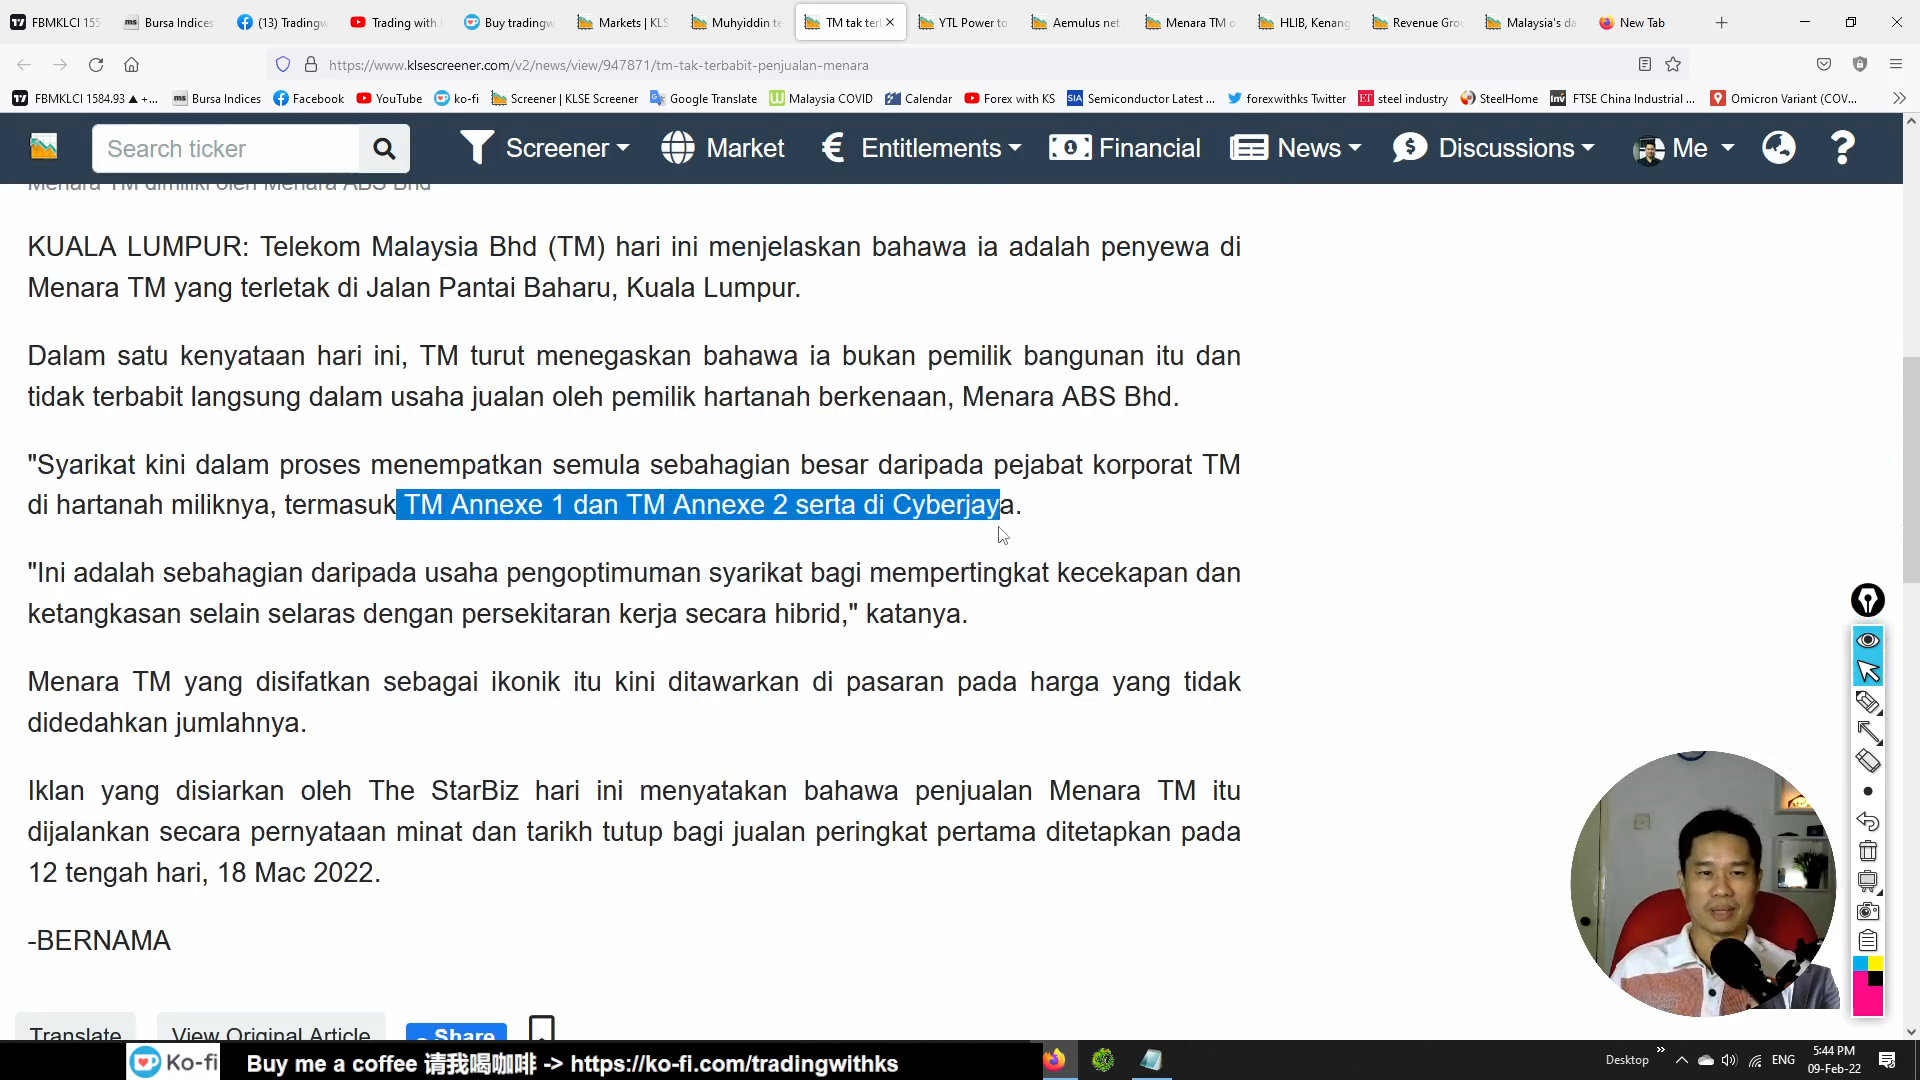 FBMKLCI 155
Bursa Indices
(13) Tradingw
Trading with
Buy tradingw
Markets | KLS
Muhyiddin te
TM tak terl
YTL Power to
Aemulus net
Menara TM o
HLIB, Kenang
Revenue Gro
Malaysia's da
New Tab
https://www.klsescreener.com/v2/news/view/947871/tm-tak-terbabit-penjualan-menara
FBMKLCI 1584.93 ▲ +...
Bursa Indices
Facebook
YouTube
ko-fi
Screener | KLSE Screener
Google Translate
Malaysia COVID
Calendar
Forex with KS
Semiconductor Latest ...
forexwithks Twitter
steel industry
SteelHome
FTSE China Industrial ...
Omicron Variant (COV...
Search ticker
Screener
Market
Entitlements
Financial
News
Discussions
Me
Menara TM dimiliki oleh Menara ABS Bhd
KUALA LUMPUR: Telekom Malaysia Bhd (TM) hari ini menjelaskan bahawa ia adalah penyewa di
Menara TM yang terletak di Jalan Pantai Baharu, Kuala Lumpur.
Dalam satu kenyataan hari ini, TM turut menegaskan bahawa ia bukan pemilik bangunan itu dan
tidak terbabit langsung dalam usaha jualan oleh pemilik hartanah berkenaan, Menara ABS Bhd.
"Syarikat kini dalam proses menempatkan semula sebahagian besar daripada pejabat korporat TM
di hartanah miliknya, termasuk TM Annexe 1 dan TM Annexe 2 serta di Cyberjaya.
"Ini adalah sebahagian daripada usaha pengoptimuman syarikat bagi mempertingkat kecekapan dan
ketangkasan selain selaras dengan persekitaran kerja secara hibrid," katanya.
Menara TM yang disifatkan sebagai ikonik itu kini ditawarkan di pasaran pada harga yang tidak
didedahkan jumlahnya.
Iklan yang disiarkan oleh The StarBiz hari ini menyatakan bahawa penjualan Menara TM itu
dijalankan secara pernyataan minat dan tarikh tutup bagi jualan peringkat pertama ditetapkan pada
12 tengah hari, 18 Mac 2022.
-BERNAMA
Translate
View Original Article
Share
Ko-fi
Buy me a coffee 请我喝咖啡 -> https://ko-fi.com/tradingwithks
Desktop
ENG
5:44 PM
09-Feb-22